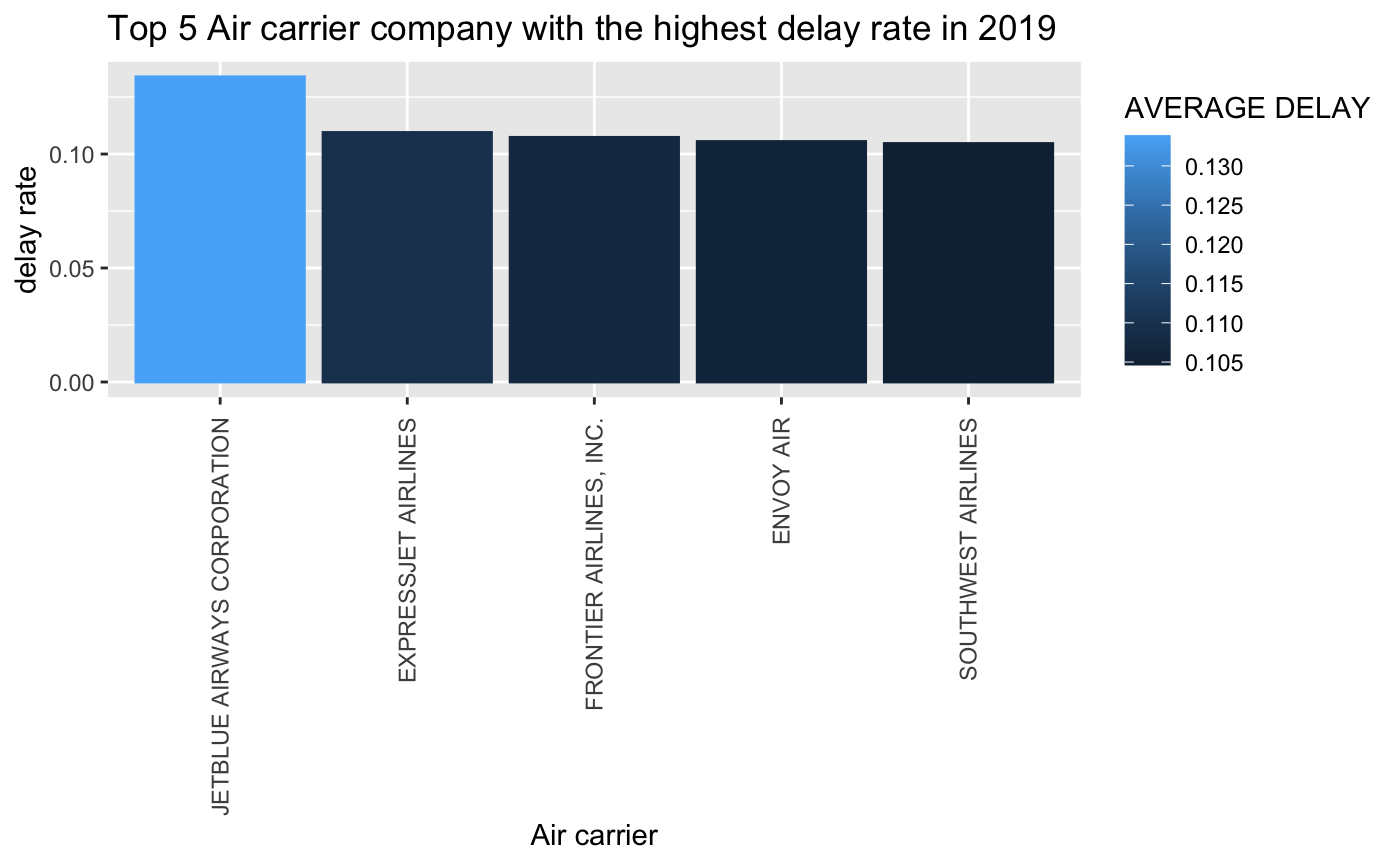 Top 5 Air carrier company with the highest delay rate in 2019
delay rate
0.10
0.05
0.00
JETBLUE AIRWAYS CORPORATION
EXPRESSJET AIRLINES
FRONTIER AIRLINES, INC.
ENVOY AIR
SOUTHWEST AIRLINES
Air carrier
AVERAGE DELAY
0.130
0.125
0.120
0.115
0.110
0.105